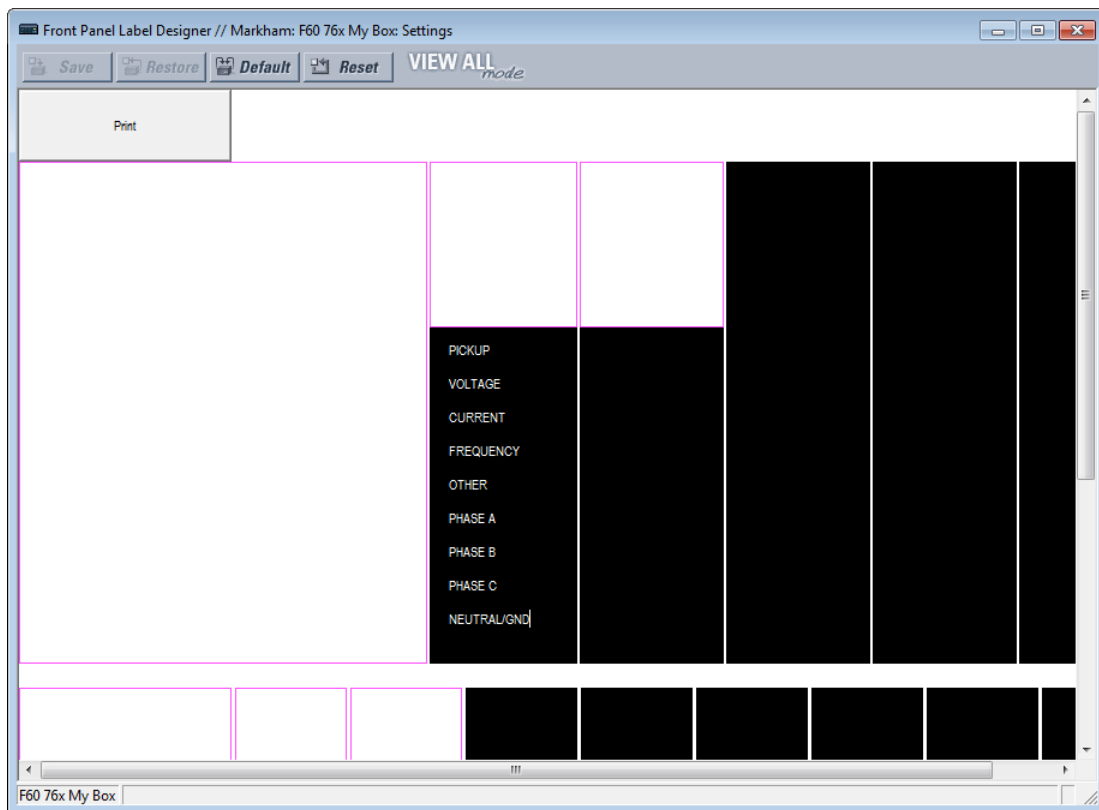 Front Panel Label Designer // Markham: F60 76x My Box: Settings
Save Restore Default Reset VIEW ALL mode
Print
PICKUP
VOLTAGE
CURRENT
FREQUENCY
OTHER
PHASE A
PHASE B
PHASE C
NEUTRAL/GND
F60 76x My Box